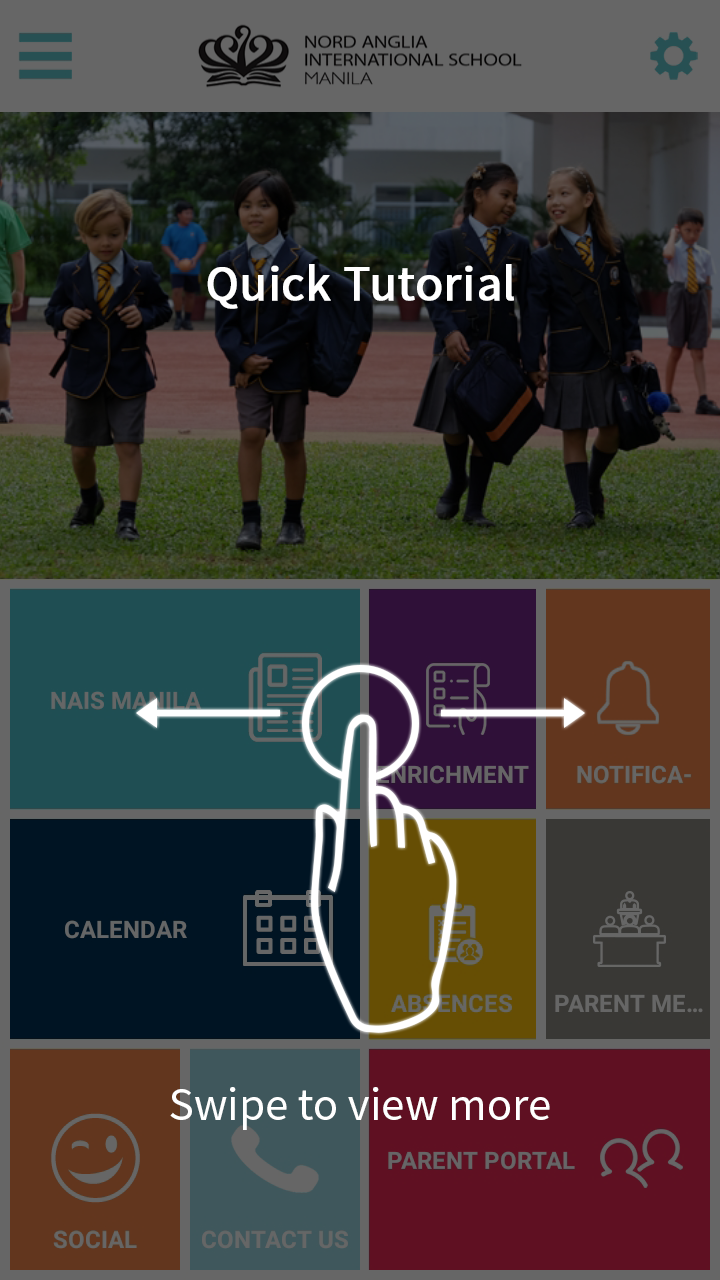 NORD ANGLIA
INTERNATIONAL SCHOOL
MANILA
Quick Tutorial
NAIS MANILA
ENRICHMENT
NOTIFICA-
CALENDAR
ABSENCES
PARENT ME...
Swipe to view more
PARENT PORTAL
SOCIAL
CONTACT US